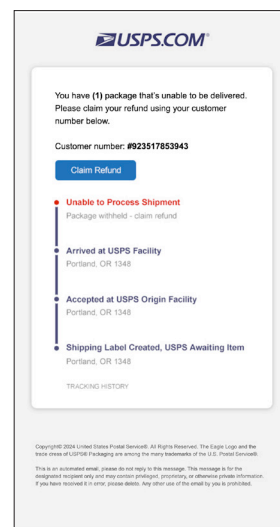 USPS.COM®
You have (1) package that's unable to be delivered.
Please claim your refund using your customer
number below.
Customer number: #923517853943
Claim Refund
Unable to Process Shipment
Package withheld - claim refund
Arrived at USPS Facility
Portland, OR 1348
Accepted at USPS Origin Facility
Portland, OR 1348
Shipping Label Created, USPS Awaiting Item
Portland, OR 1348
TRACKING HISTORY
Copyright© 2024 United States Postal Service®. All Rights Reserved. The Eagle Logo and the
trade dress of USPS® Packaging are among the many trademarks of the U.S. Postal Service®.
This is an automated email, please do not reply to this message. This message is for the
designated recipient only and may contain privileged, proprietary, or otherwise private information.
If you have received it in error, please delete. Any other use of the email by you is prohibited.